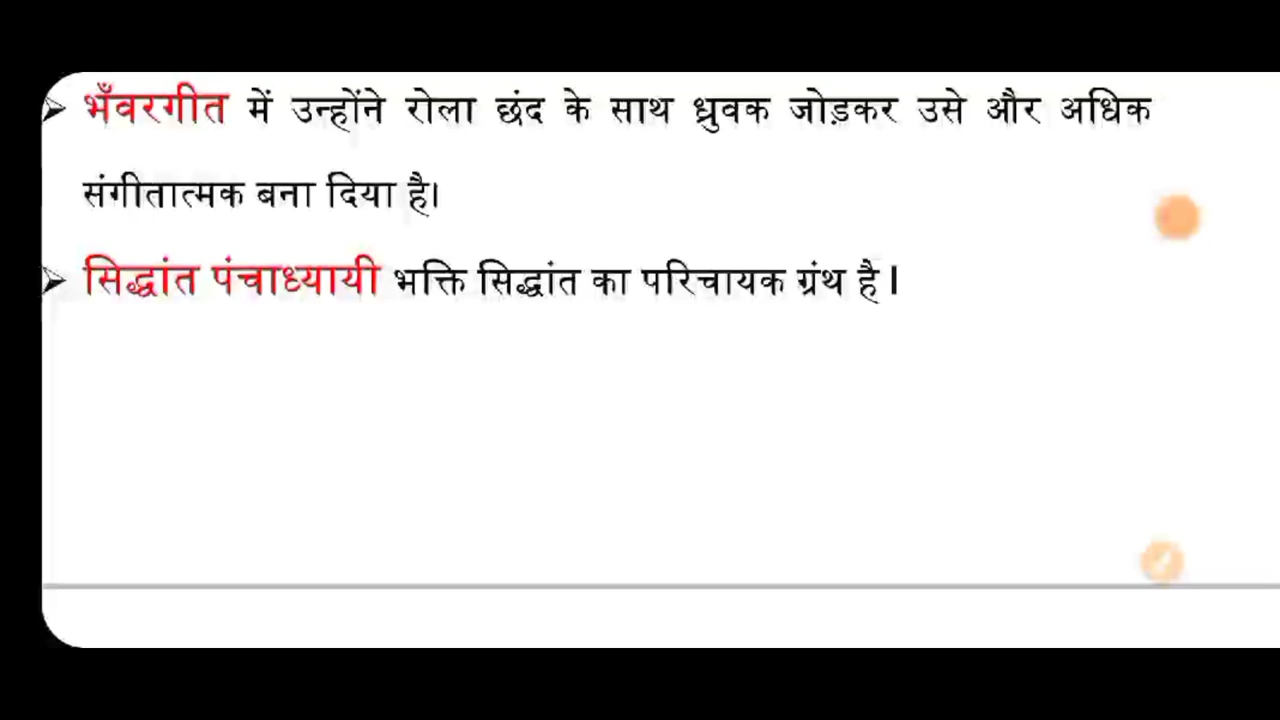 ➢ भँवरगीत में उन्होंने रोला छंद के साथ ध्रुवक जोड़कर उसे और अधिक
संगीतात्मक बना दिया है।
➢ सिद्धांत पंचाध्यायी भक्ति सिद्धांत का परिचायक ग्रंथ है I